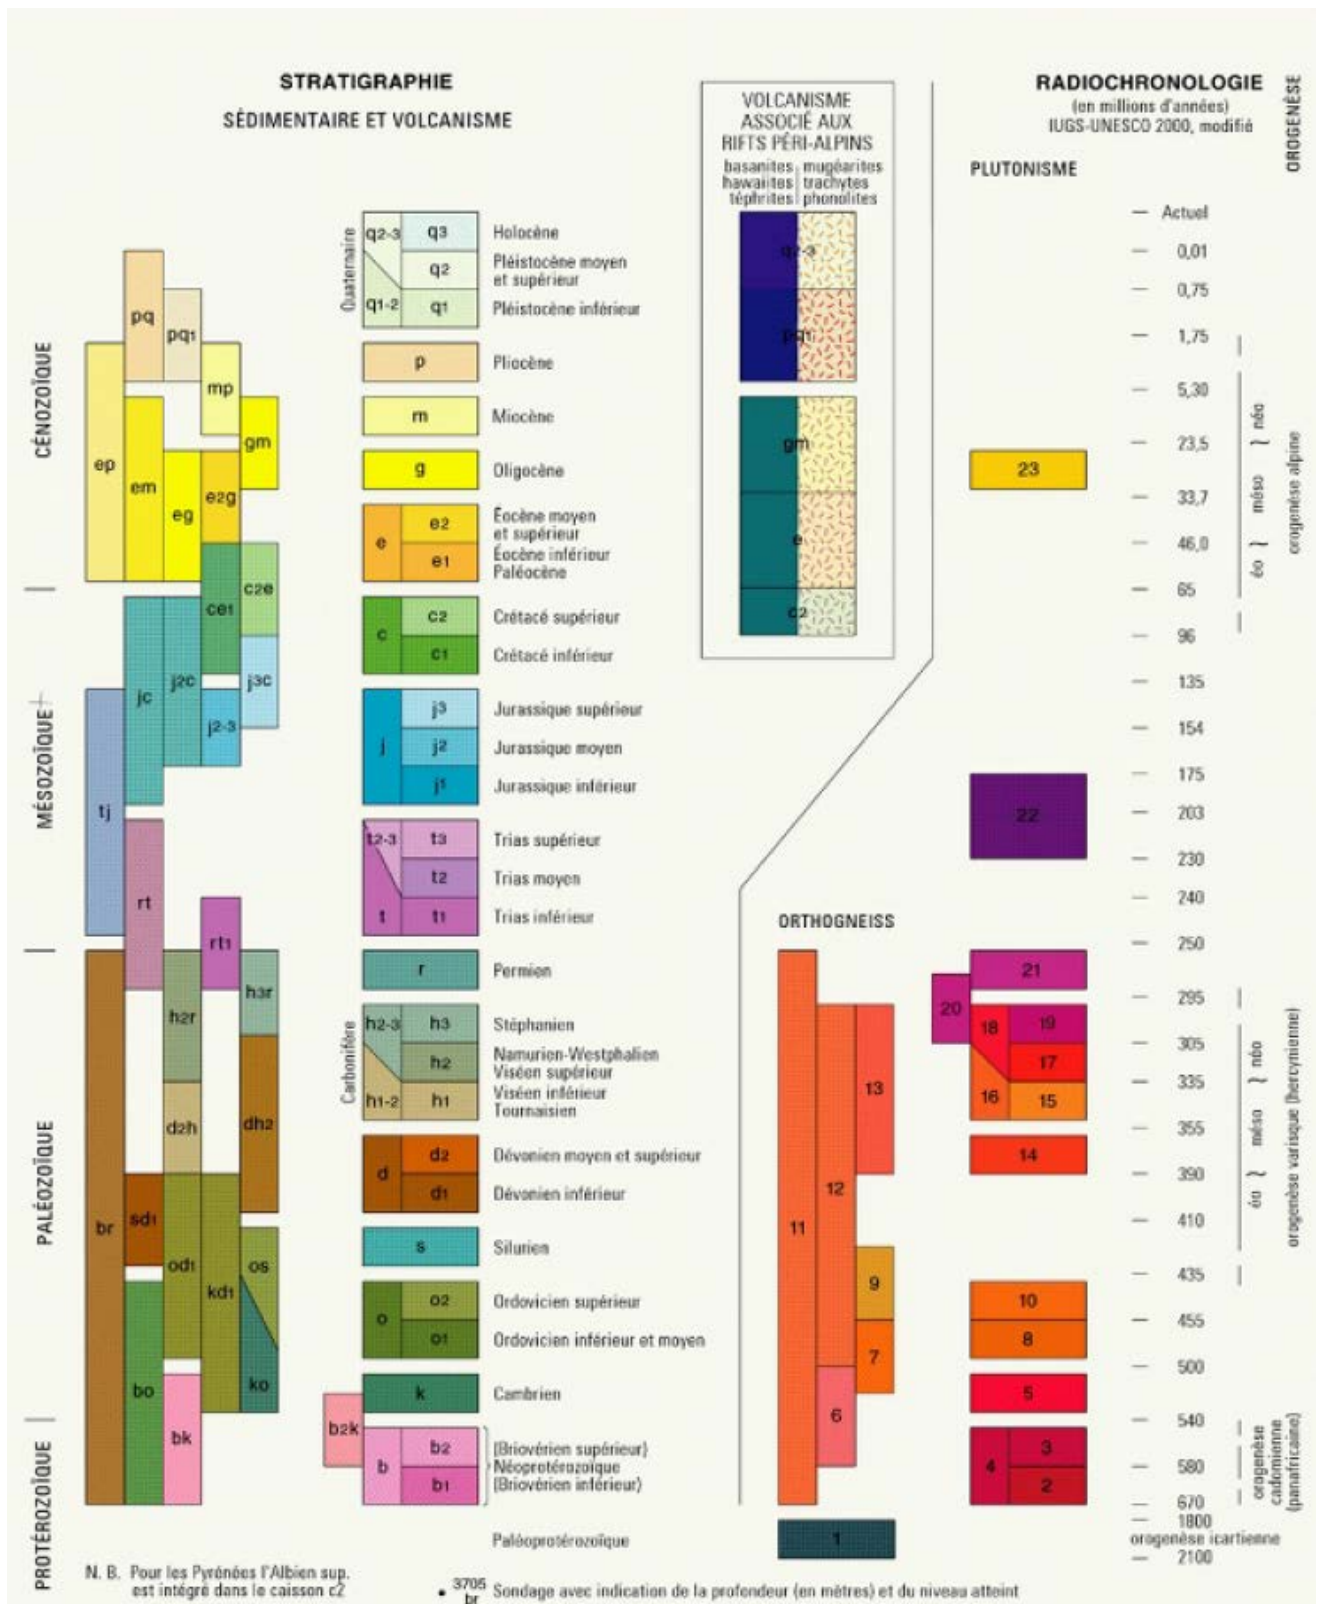 STRATIGRAPHIE
SÉDIMENTAIRE ET VOLCANISME
VOLCANISME
ASSOCIÉ AUX
RIFTS PÉRI-ALPINS
basanites mugéarites
hawaiites trachytes
téphrites phonolites
RADIOCHRONOLOGIE
(en millions d'années)
IUGS-UNESCO 2000, modifié
OROGENÈSE
PLUTONISME
CÉNOZOÏQUE
MÉSOZOÏQUE
PALÉOZOÏQUE
PROTÉROZOÏQUE
pq
pq1
mp
gm
ep
em
eg
e2g
c2e
ce1
jc
j2c
j3c
j2-3
tj
rt
rt1
h2r
h3r
d2h
dh2
br
sd1
od1
kd1
os
ko
bo
bk
Quaternaire
q2-3 q3 Holocène
q2 Pléistocène moyen
et supérieur
q1-2 q1 Pléistocène inférieur
p Pliocène
m Miocène
g Oligocène
e e2 Éocène moyen
et supérieur
e1 Éocène inférieur
Paléocène
c c2 Crétacé supérieur
c1 Crétacé inférieur
j j3 Jurassique supérieur
j2 Jurassique moyen
j1 Jurassique inférieur
t2-3 t3 Trias supérieur
t2 Trias moyen
t t1 Trias inférieur
r Permien
Carbonifère
h2-3 h3 Stéphanien
h2 Namurien-Westphalien
Viséen supérieur
h1-2 h1 Viséen inférieur
Tournaisien
d d2 Dévonien moyen et supérieur
d1 Dévonien inférieur
s Silurien
o o2 Ordovicien supérieur
o1 Ordovicien inférieur et moyen
k Cambrien
b2k
b b2 (Briovérien supérieur)
Néoprotérozoïque
b1 (Briovérien inférieur)
Paléoprotérozoïque
q2-3
pq1
gm
e
c2
ORTHOGNEISS
11
12
13
9
7
6
1
23
22
21
20
18 19
17
16 15
14
10
8
5
4 3
2
Actuel
0,01
0,75
1,75
5,30
23,5
33,7
46,0
65
96
135
154
175
203
230
240
250
295
305
335
355
390
410
435
455
500
540
580
670
1800
orogenèse icartienne
2100
éo ~ méso ~ néo
orogenèse alpine
éo ~ méso ~ néo
orogenèse varisque (hercynienne)
orogenèse
cadomienne
(panafricaine)
N. B. Pour les Pyrénées l'Albien sup.
est intégré dans le caisson c2
3705
br Sondage avec indication de la profondeur (en mètres) et du niveau atteint